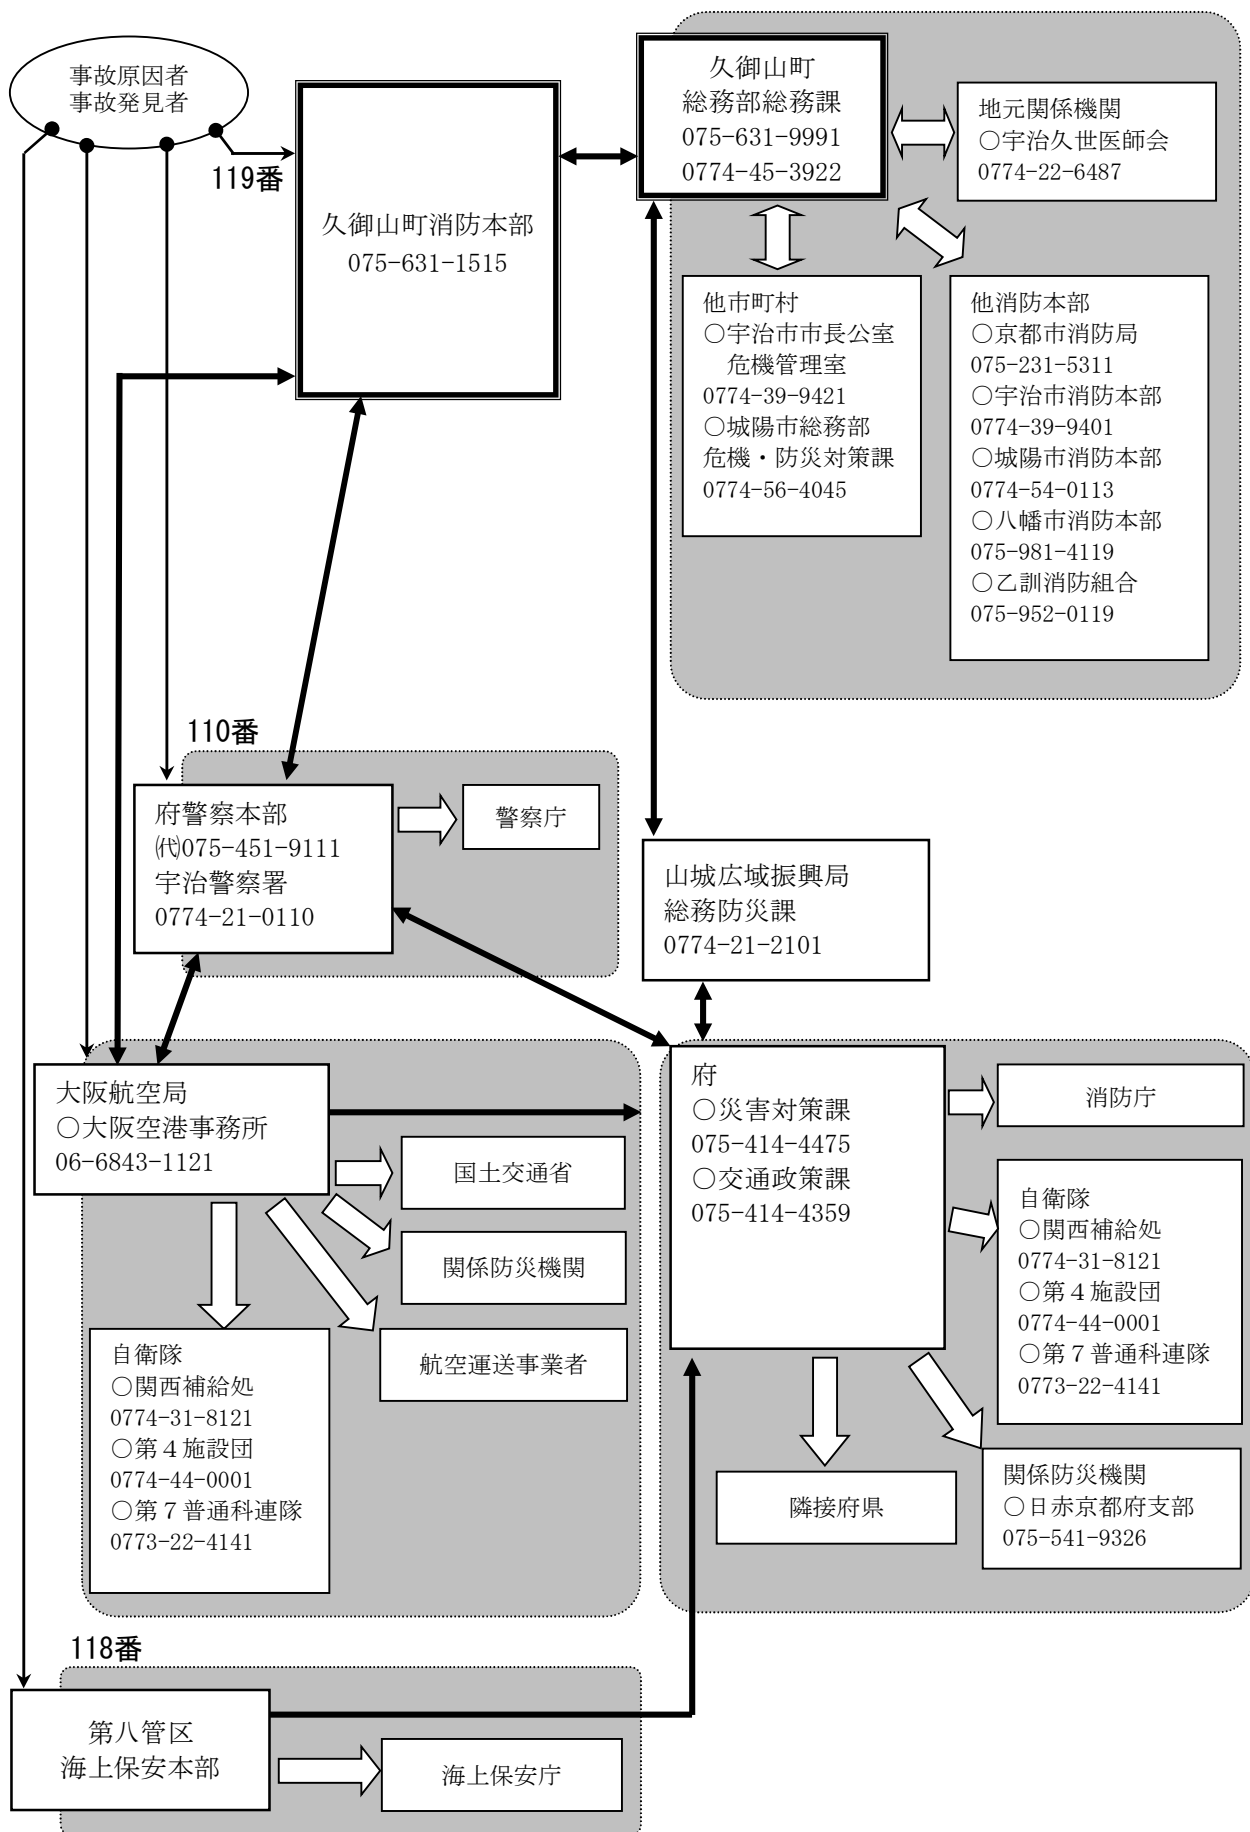 事故原因者
事故発見者
119番
久御山町消防本部
075-631-1515
久御山町
総務部総務課
075-631-9991
0774-45-3922
地元関係機関
○宇治久世医師会
0774-22-6487
他市町村
○宇治市市長公室
危機管理室
0774-39-9421
○城陽市総務部
危機・防災対策課
0774-56-4045
他消防本部
○京都市消防局
075-231-5311
○宇治市消防本部
0774-39-9401
○城陽市消防本部
0774-54-0113
○八幡市消防本部
075-981-4119
○乙訓消防組合
075-952-0119
110番
府警察本部
㈹075-451-9111
宇治警察署
0774-21-0110
警察庁
山城広域振興局
総務防災課
0774-21-2101
大阪航空局
○大阪空港事務所
06-6843-1121
国土交通省
関係防災機関
航空運送事業者
自衛隊
○関西補給処
0774-31-8121
○第４施設団
0774-44-0001
○第７普通科連隊
0773-22-4141
府
○災害対策課
075-414-4475
○交通政策課
075-414-4359
消防庁
自衛隊
○関西補給処
0774-31-8121
○第４施設団
0774-44-0001
○第７普通科連隊
0773-22-4141
隣接府県
関係防災機関
○日赤京都府支部
075-541-9326
118番
第八管区
海上保安本部
海上保安庁